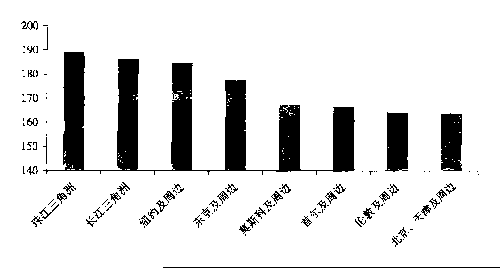 200
190
180
170
160
150
140
珠江三角洲
长江三角洲
纽约及周边
东京及周边
莫斯科及周边
首尔及周边
伦敦及周边
北京、天津及周边